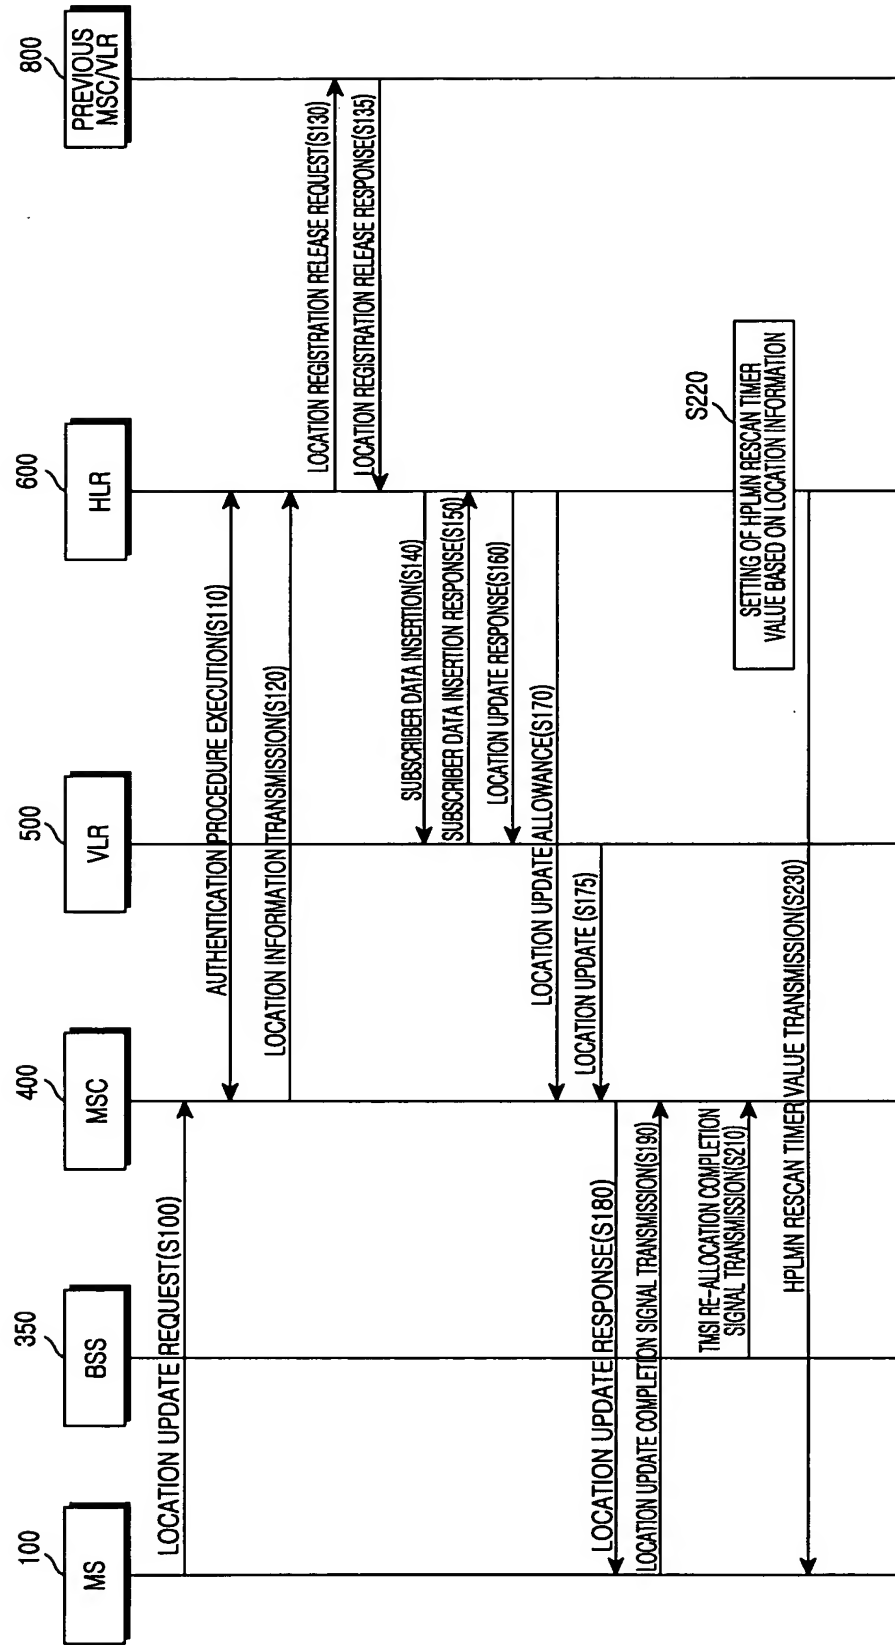 100
MS
350
BSS
400
MSC
500
VLR
600
HLR
800
PREVIOUS
MSC/VLR
LOCATION UPDATE REQUEST(S100)
AUTHENTICATION PROCEDURE EXECUTION(S110)
LOCATION INFORMATION TRANSMISSION(S120)
LOCATION REGISTRATION RELEASE REQUEST(S130)
LOCATION REGISTRATION RELEASE RESPONSE(S135)
SUBSCRIBER DATA INSERTION(S140)
SUBSCRIBER DATA INSERTION RESPONSE(S150)
LOCATION UPDATE RESPONSE(S160)
LOCATION UPDATE ALLOWANCE(S170)
LOCATION UPDATE (S175)
LOCATION UPDATE RESPONSE(S180)
LOCATION UPDATE COMPLETION SIGNAL TRANSMISSION(S190)
TMSI RE-ALLOCATION COMPLETION
SIGNAL TRANSMISSION(S210)
S220
SETTING OF HPLMN RESCAN TIMER
VALUE BASED ON LOCATION INFORMATION
HPLMN RESCAN TIMER VALUE TRANSMISSION(S230)